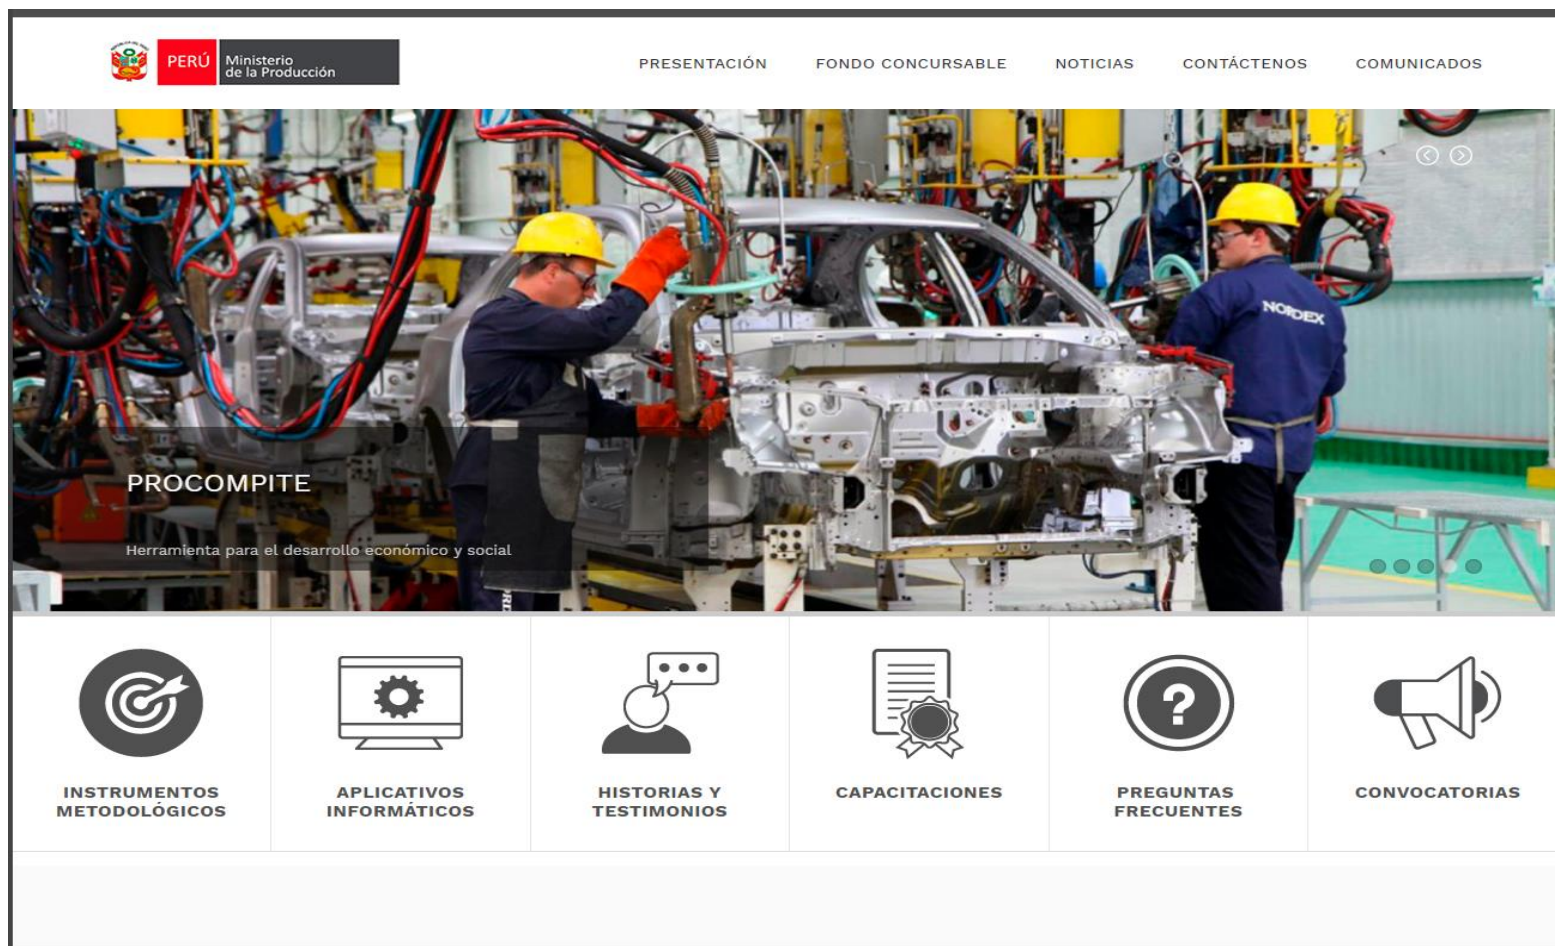 PERÚ
Ministerio
de la Producción
PRESENTACIÓN
FONDO CONCURSABLE
NOTICIAS
CONTÁCTENOS
COMUNICADOS
NORDEX
PROCOMPITE
Herramienta para el desarrollo económico y social
INSTRUMENTOS
METODOLÓGICOS
APLICATIVOS
INFORMÁTICOS
HISTORIAS Y
TESTIMONIOS
CAPACITACIONES
PREGUNTAS
FRECUENTES
CONVOCATORIAS